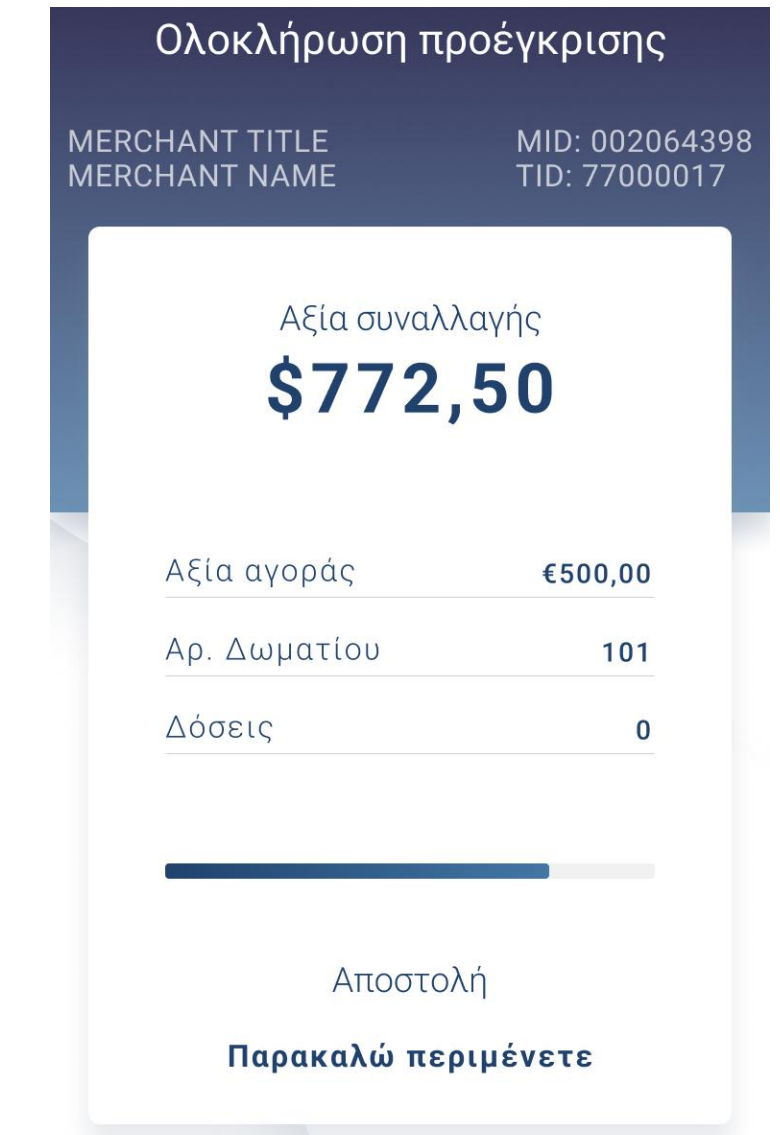 Ολοκλήρωση προέγκρισης
MERCHANT TITLE MID: 002064398
MERCHANT NAME TID: 77000017
Αξία συναλλαγής
$772,50
Αξία αγοράς €500,00
Αρ. Δωματίου 101
Δόσεις 0
Αποστολή
Παρακαλώ περιμένετε